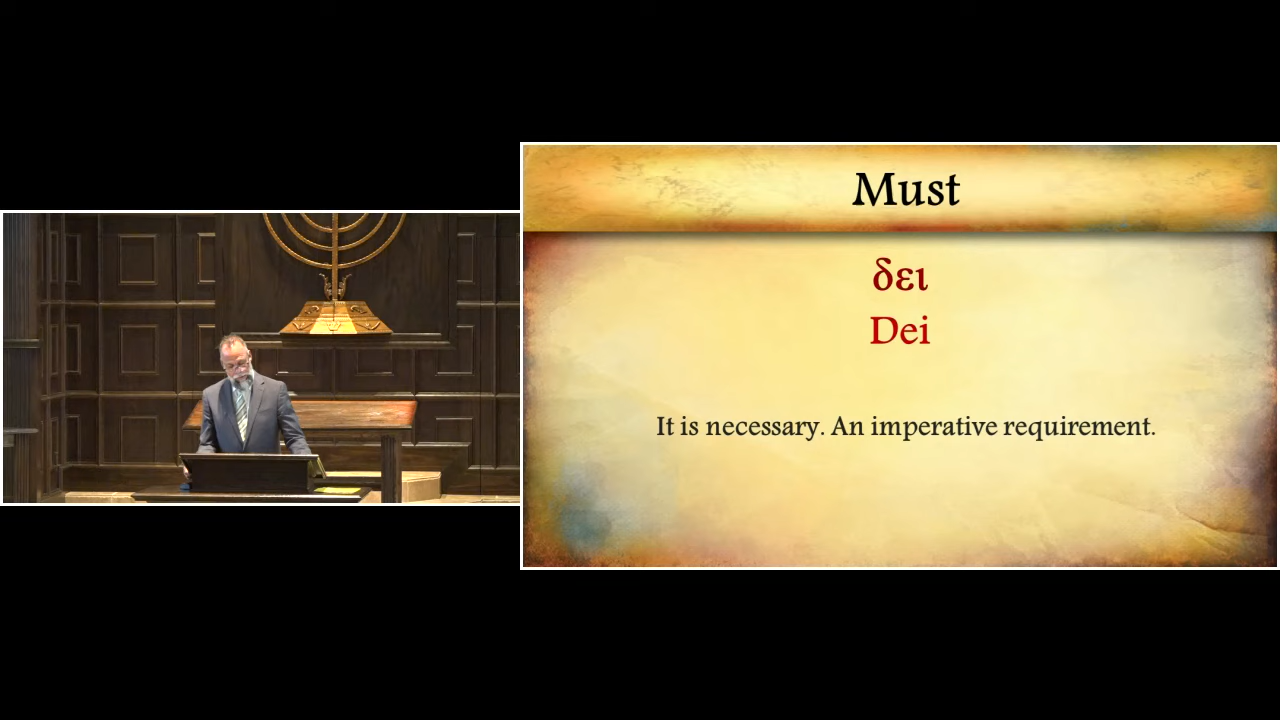 Must
δει
Dei
It is necessary. An imperative requirement.